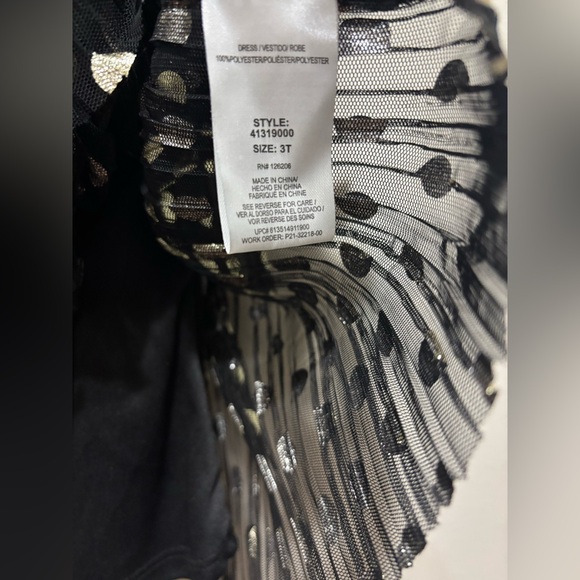 DRESS / VESTIDO/ ROBE
100%POLYESTER/POLIÉSTER/POLYESTER
STYLE:
41319000
SIZE: 3T
RN# 126208
MADE IN CHINA/
HECHO EN CHINA
FABRIQUÉ EN CHINE
SEE REVERSE FOR CARE /
VER AL DORSO PARA EL CUIDADO /
VOIR REVERSE DES SOINS
UPC# 813514911900
WORK ORDER: P21-32218-00